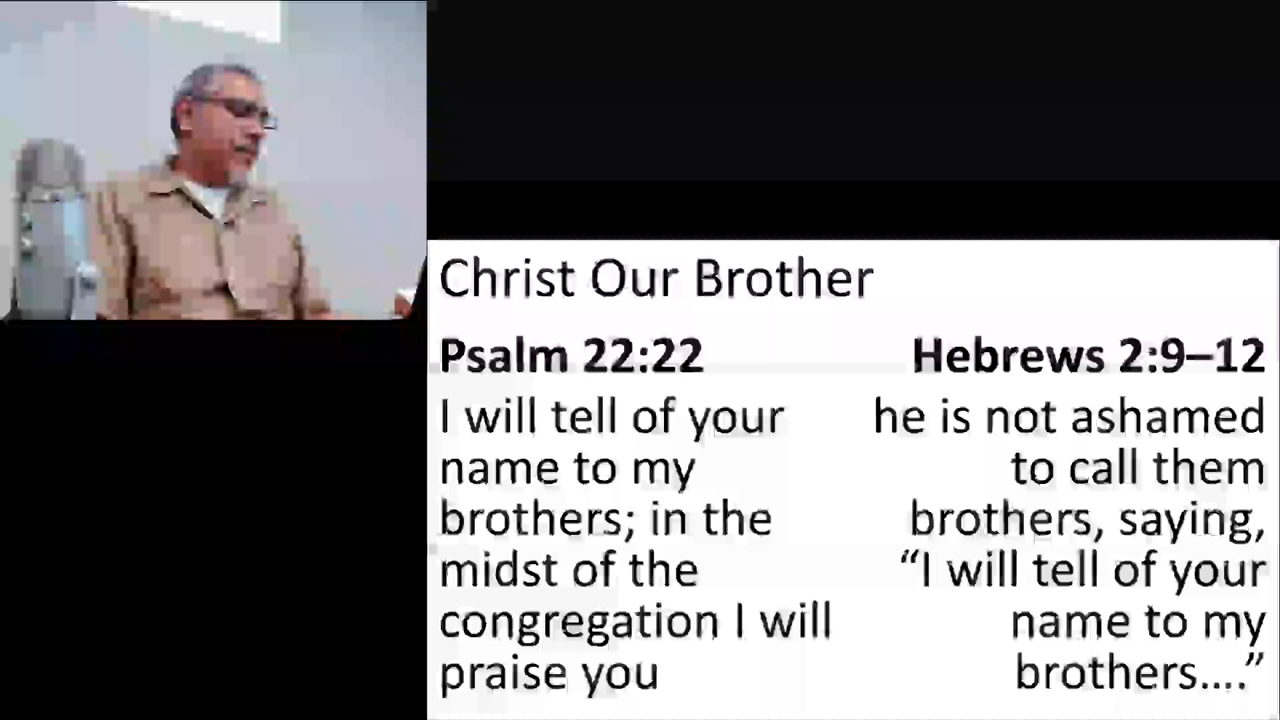 Christ Our Brother
Psalm 22:22
I will tell of your
name to my
brothers; in the
midst of the
congregation I will
praise you
Hebrews 2:9–12
he is not ashamed
to call them
brothers, saying,
“I will tell of your
name to my
brothers....”